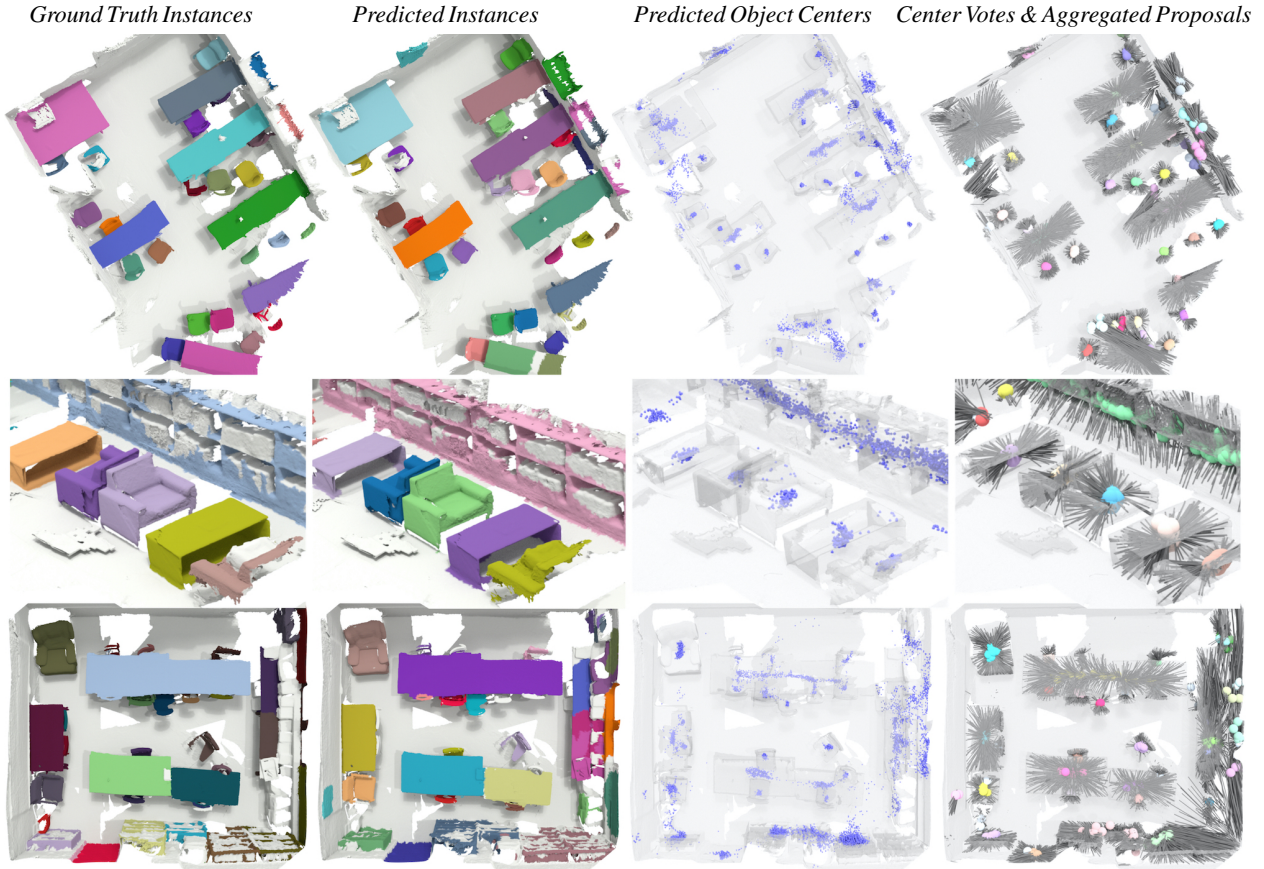 Ground Truth Instances
Predicted Instances
Predicted Object Centers
Center Votes & Aggregated Proposals